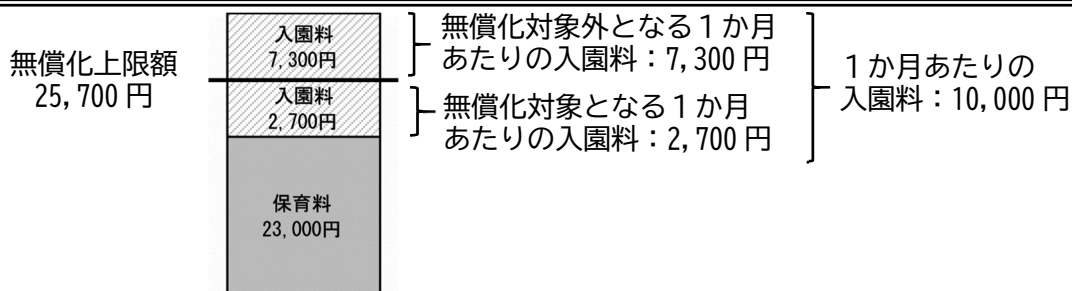 無償化上限額
25,700 円
入園料
7,300円
入園料
2,700円
保育料
23,000円
無償化対象外となる１か月
あたりの入園料：7,300 円
無償化対象となる１か月
あたりの入園料：2,700 円
１か月あたりの
入園料：10,000 円